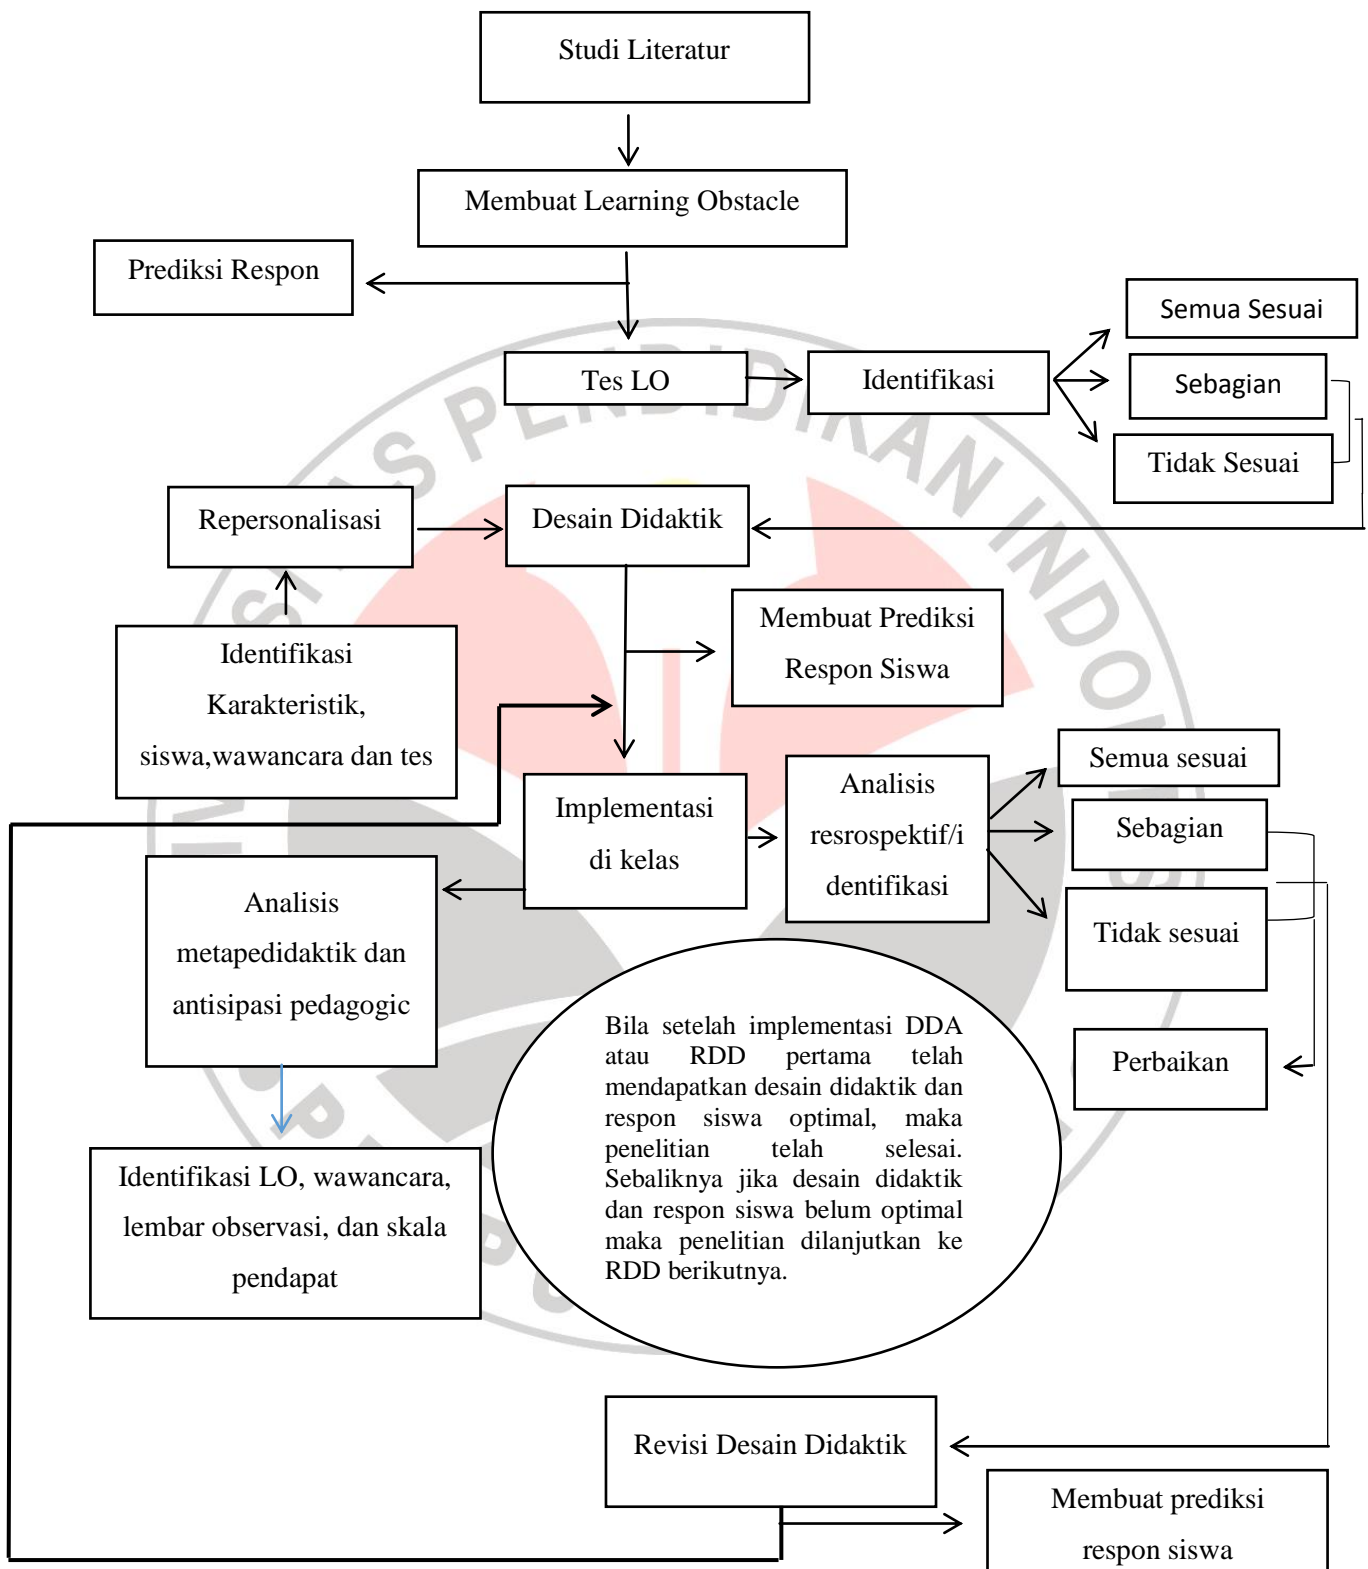 Studi Literatur
Membuat Learning Obstacle
Prediksi Respon
Semua Sesuai
Tes LO
Identifikasi
Sebagian
Tidak Sesuai
Repersonalisasi
Desain Didaktik
Membuat Prediksi
Respon Siswa
Identifikasi
Karakteristik,
siswa,wawancara dan tes
Implementasi
di kelas
Analisis
resrospektif/i
dentifikasi
Semua sesuai
Sebagian
Tidak sesuai
Perbaikan
Analisis
metapedidaktik dan
antisipasi pedagogic
Identifikasi LO, wawancara,
lembar observasi, dan skala
pendapat
Bila setelah implementasi DDA
atau RDD pertama telah
mendapatkan desain didaktik dan
respon siswa optimal, maka
penelitian telah selesai.
Sebaliknya jika desain didaktik
dan respon siswa belum optimal
maka penelitian dilanjutkan ke
RDD berikutnya.
Revisi Desain Didaktik
Membuat prediksi
respon siswa